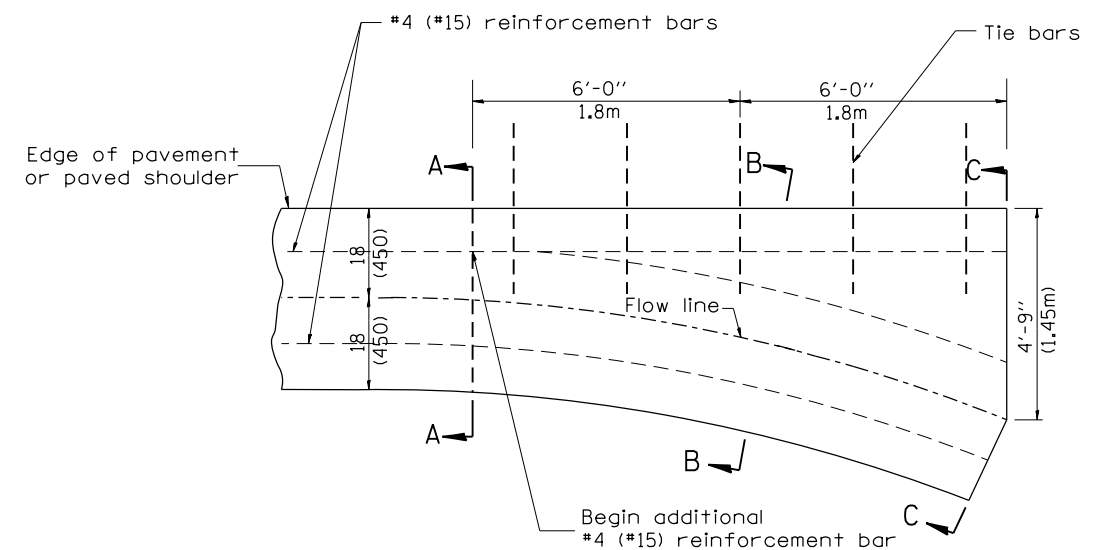 #4 (#15) reinforcement bars
Tie bars
6'-0''
1.8m
6'-0''
1.8m
Edge of pavement
or paved shoulder
A
B
C
18
(450)
18
(450)
Flow line
4'-9''
(1.45m)
A
B
C
Begin additional
#4 (#15) reinforcement bar